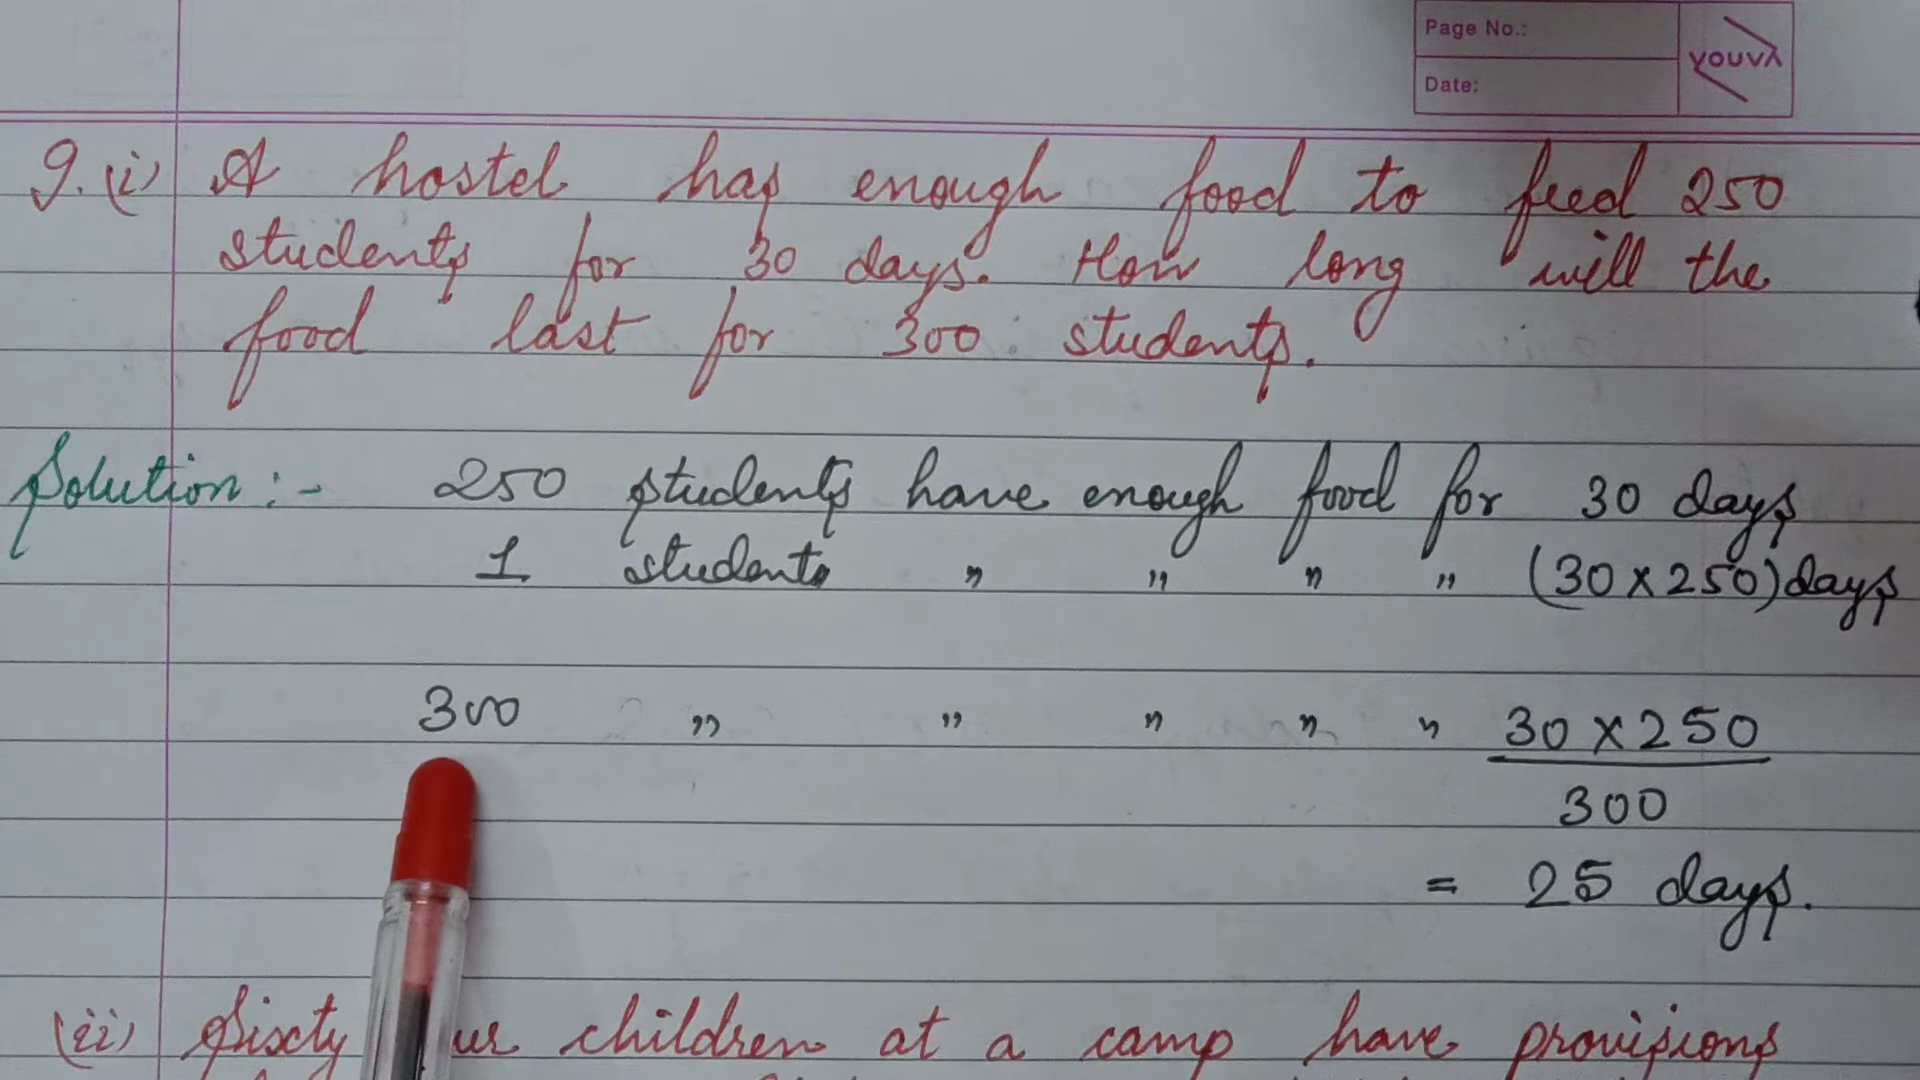 Page No.:
Date:
YOUVA
9. (i) A hostel has enough food to feed 250
students for 30 days. How long will the
food last for 300 students.
Solution :- 250 students have enough food for 30 days
1 student " " " " (30 x 250) days
300 " " " " " 30 x 250
300
= 25 days.
(ii) Sixty children at a camp have provisions